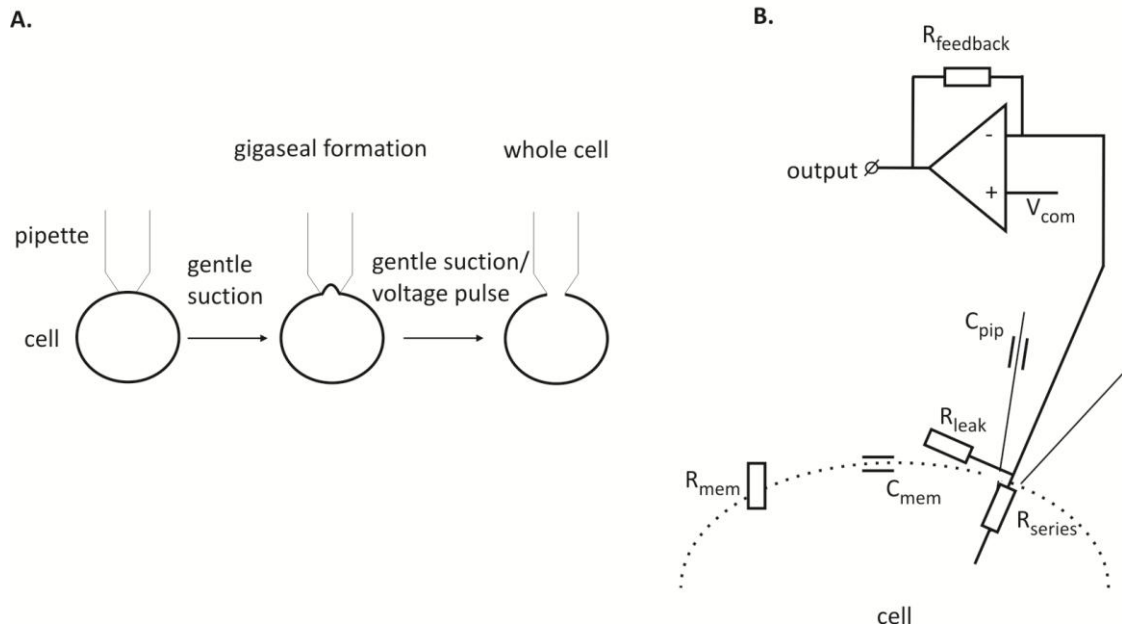 A.
gigaseal formation
whole cell
pipette
gentle
suction
gentle suction/
voltage pulse
cell
B.
R_feedback
-
output
+
V_com
C_pip
R_leak
R_mem
C_mem
R_series
cell